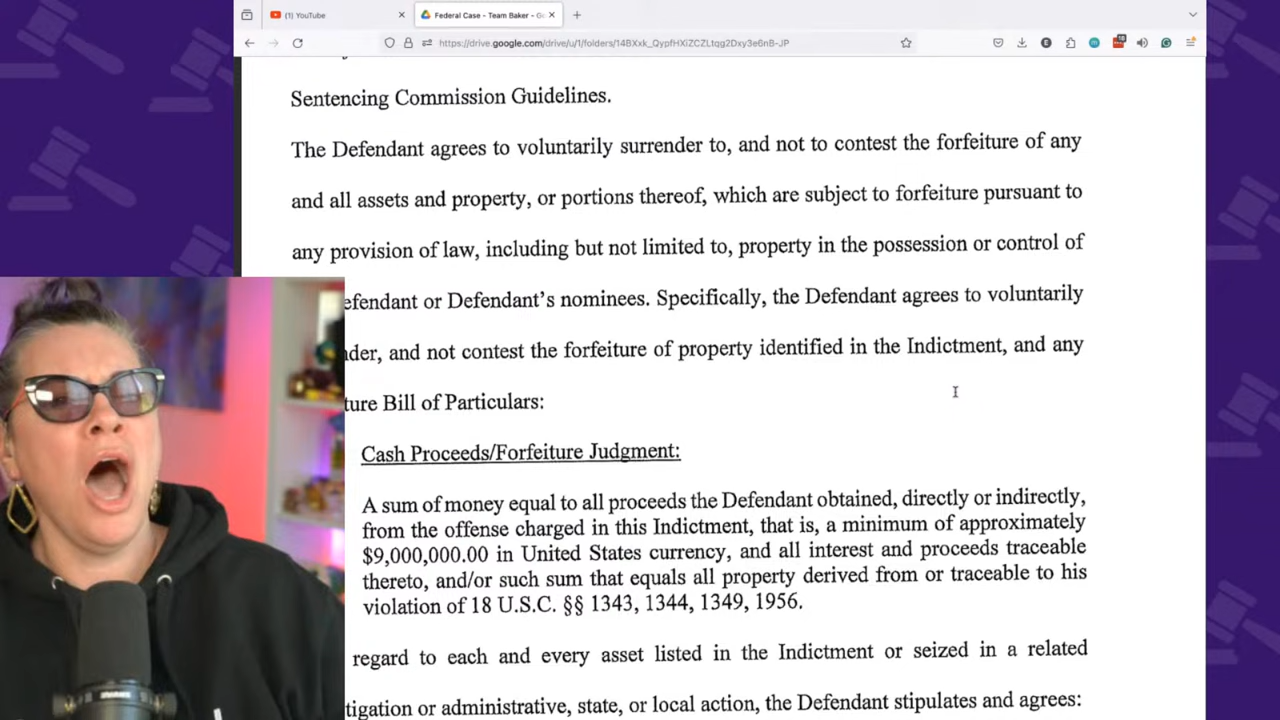 (1) YouTube
Federal Case - Team Baker - Go
https://drive.google.com/drive/u/1/folders/14BXxk_QypfHXiZCZLtqg2Dxy3e6nB-JP
18
Sentencing Commission Guidelines.
The Defendant agrees to voluntarily surrender to, and not to contest the forfeiture of any
and all assets and property, or portions thereof, which are subject to forfeiture pursuant to
any provision of law, including but not limited to, property in the possession or control of
efendant or Defendant's nominees. Specifically, the Defendant agrees to voluntarily
nder, and not contest the forfeiture of property identified in the Indictment, and any
ture Bill of Particulars:
Cash Proceeds/Forfeiture Judgment:
A sum of money equal to all proceeds the Defendant obtained, directly or indirectly,
from the offense charged in this Indictment, that is, a minimum of approximately
$9,000,000.00 in United States currency, and all interest and proceeds traceable
thereto, and/or such sum that equals all property derived from or traceable to his
violation of 18 U.S.C. §§ 1343, 1344, 1349, 1956.
regard to each and every asset listed in the Indictment or seized in a related
tigation or administrative, state, or local action, the Defendant stipulates and agrees: